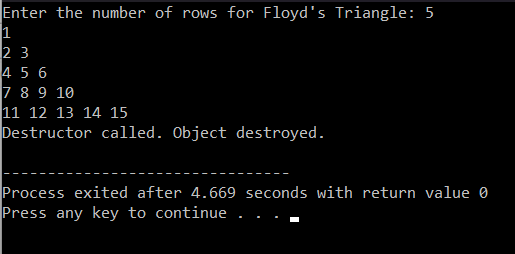 Enter the number of rows for Floyd's Triangle: 5
1
2 3
4 5 6
7 8 9 10
11 12 13 14 15
Destructor called. Object destroyed.
--------------------------------
Process exited after 4.669 seconds with return value 0
Press any key to continue . . .